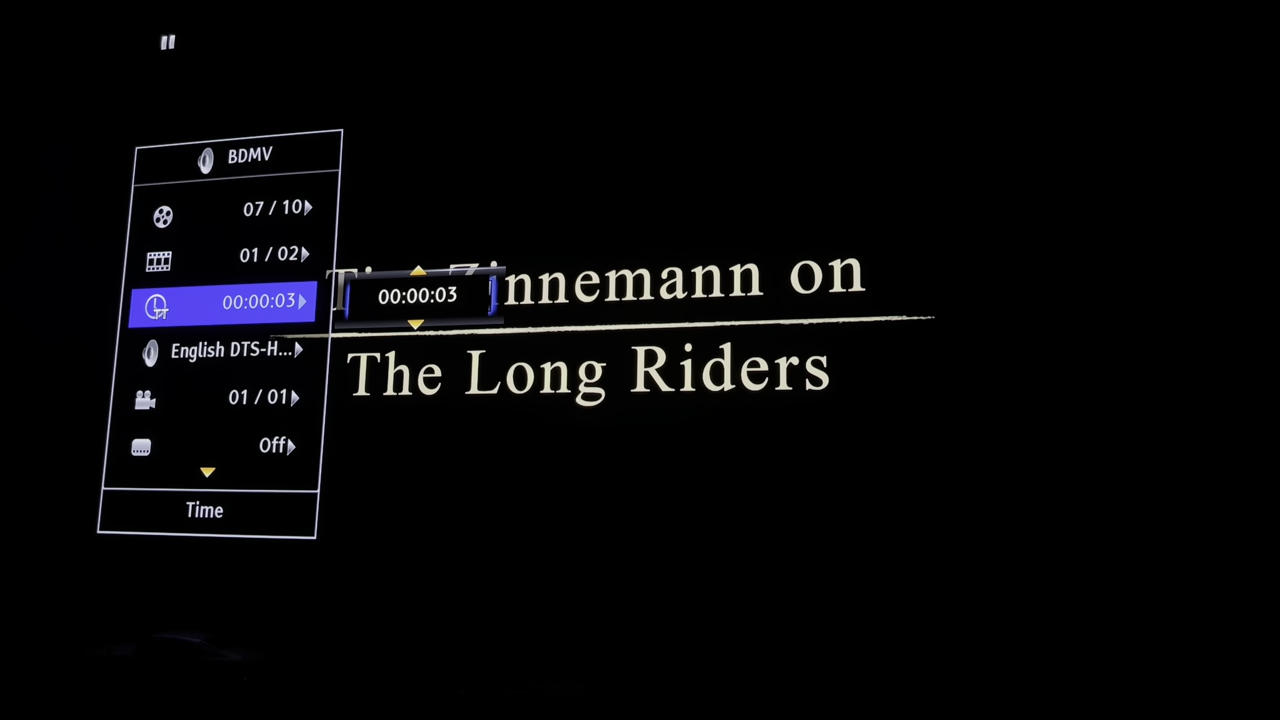 BDMV
07 / 10
01 / 02
00:00:03
00:00:03
English DTS-H...
01 / 01
Off
Time
innemann on
The Long Riders